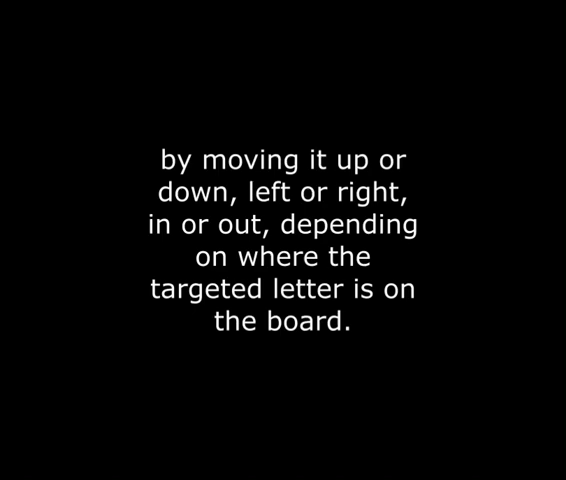 by moving it up or
down, left or right,
in or out, depending
on where the
targeted letter is on
the board.